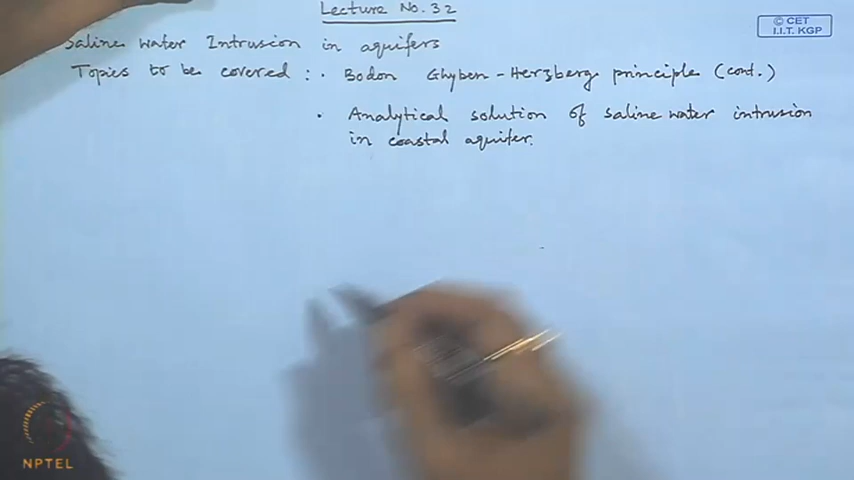 Lecture No. 32
© CET
I.I.T. KGP
Saline water Intrusion in aquifers
Topics to be covered : • Bodon Ghyben-Herzberg principle (cont.)
• Analytical solution of saline water intrusion
in coastal aquifer.
NPTEL